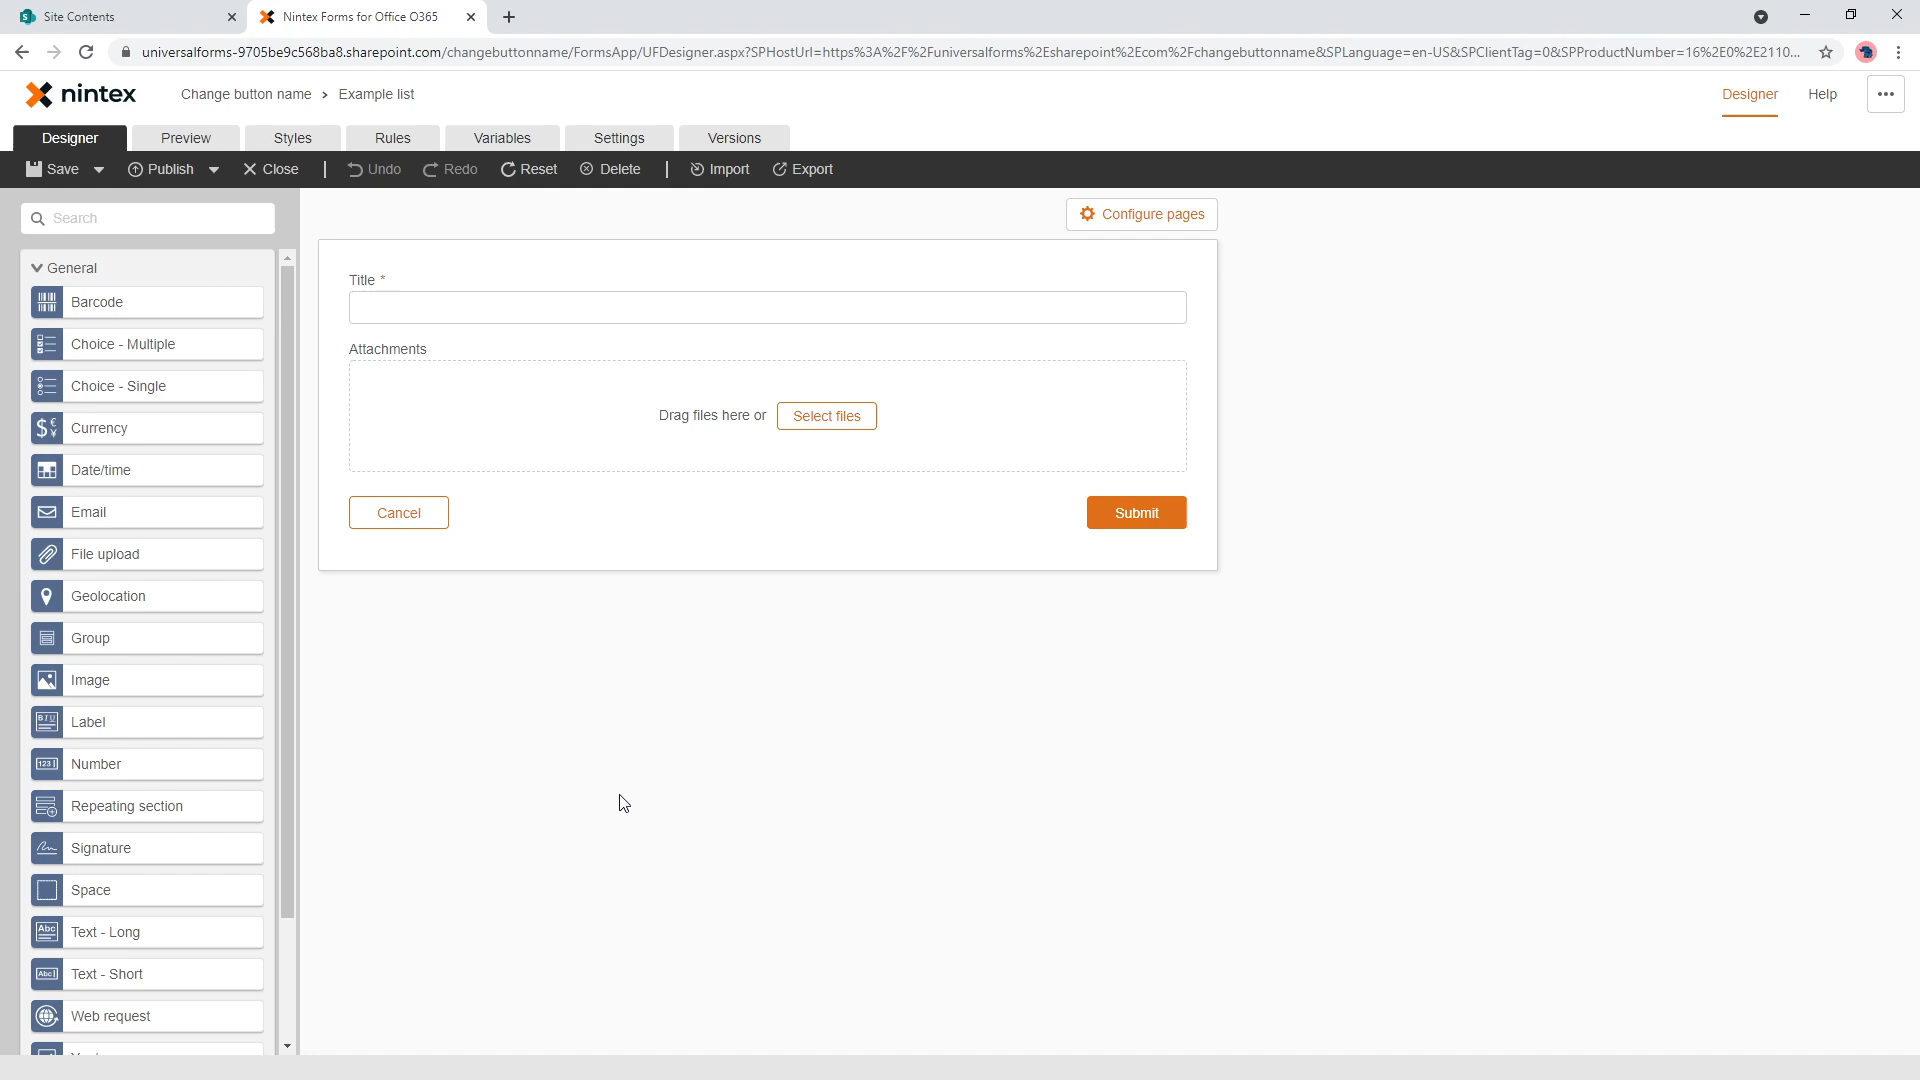 Site Contents
Nintex Forms for Office O365
universalforms-9705be9c568ba8.sharepoint.com/changebuttonname/FormsApp/UFDesigner.aspx?SPHostUrl=https%3A%2F%2Funiversalforms%2Esharepoint%2Ecom%2Fchangebuttonname&SPLanguage=en-US&SPClientTag=0&SPProductNumber=16%2E0%2E2110...
nintex
Change button name > Example list
Designer
Help
Designer
Preview
Styles
Rules
Variables
Settings
Versions
Save
Publish
Close
Undo
Redo
Reset
Delete
Import
Export
Search
Configure pages
General
Barcode
Choice - Multiple
Choice - Single
Currency
Date/time
Email
File upload
Geolocation
Group
Image
Label
Number
Repeating section
Signature
Space
Text - Long
Text - Short
Web request
Title *
Attachments
Drag files here or
Select files
Cancel
Submit